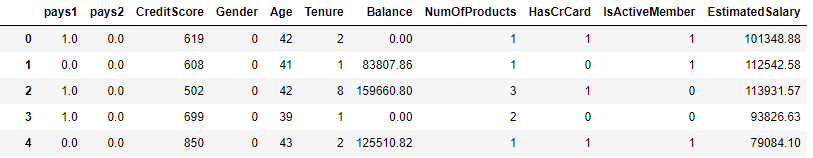 pays1 pays2 CreditScore Gender Age Tenure Balance NumOfProducts HasCrCard IsActiveMember EstimatedSalary
0 1.0 0.0 619 0 42 2 0.00 1 1 1 101348.88
1 0.0 0.0 608 0 41 1 83807.86 1 0 1 112542.58
2 1.0 0.0 502 0 42 8 159660.80 3 1 0 113931.57
3 1.0 0.0 699 0 39 1 0.00 2 0 0 93826.63
4 0.0 0.0 850 0 43 2 125510.82 1 1 1 79084.10